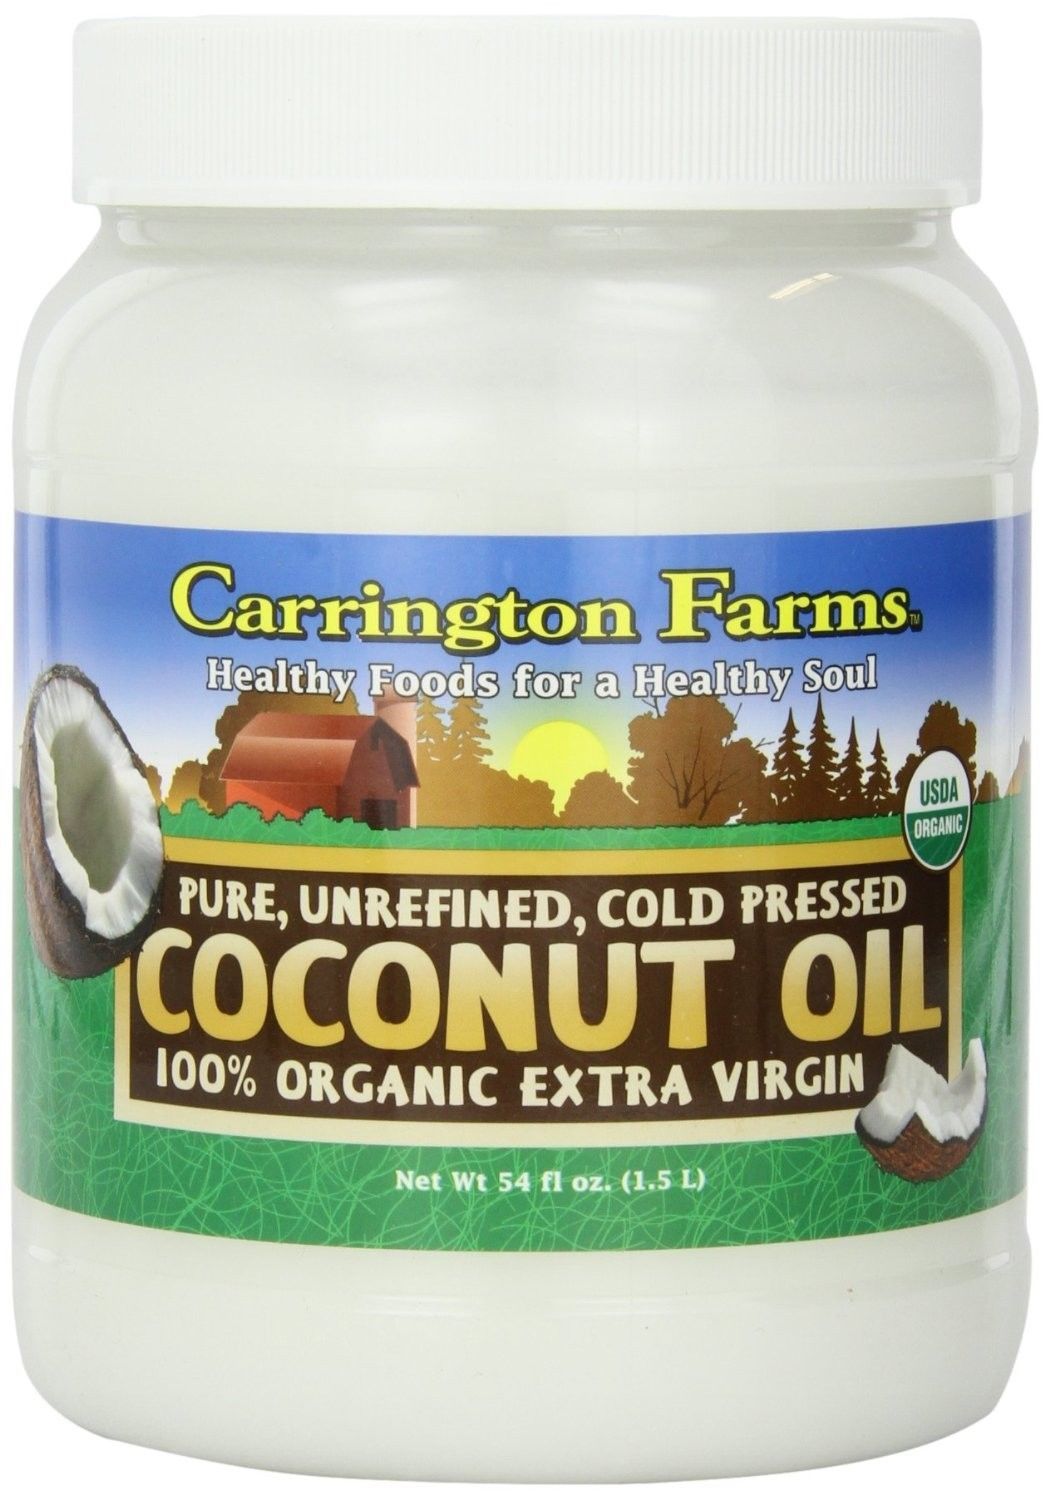 Carrington Farms™
Healthy Foods for a Healthy Soul
USDA
ORGANIC
PURE, UNREFINED, COLD PRESSED
COCONUT OIL
100% ORGANIC EXTRA VIRGIN
Net Wt 54 fl oz. (1.5 L)